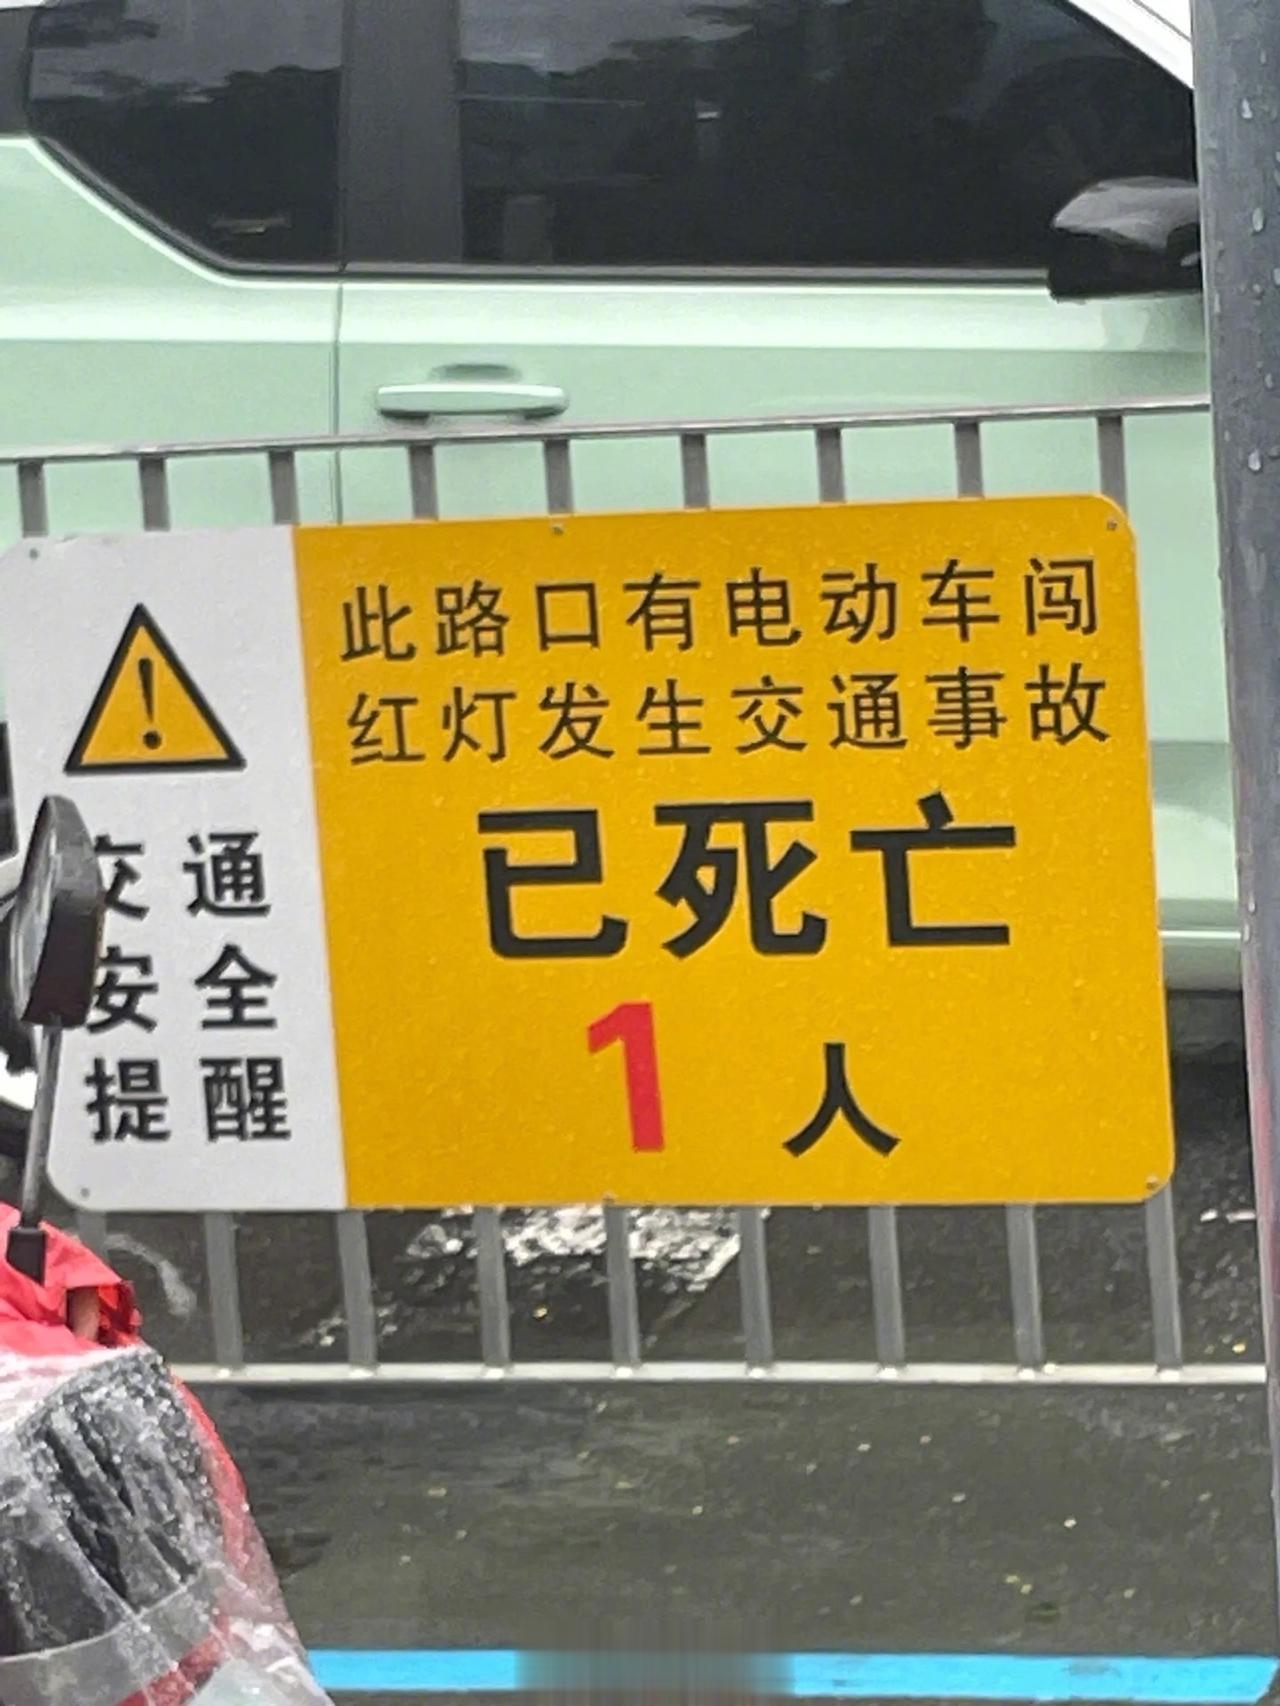 交通
安全
提醒
此路口有电动车闯
红灯发生交通事故
已死亡
1人